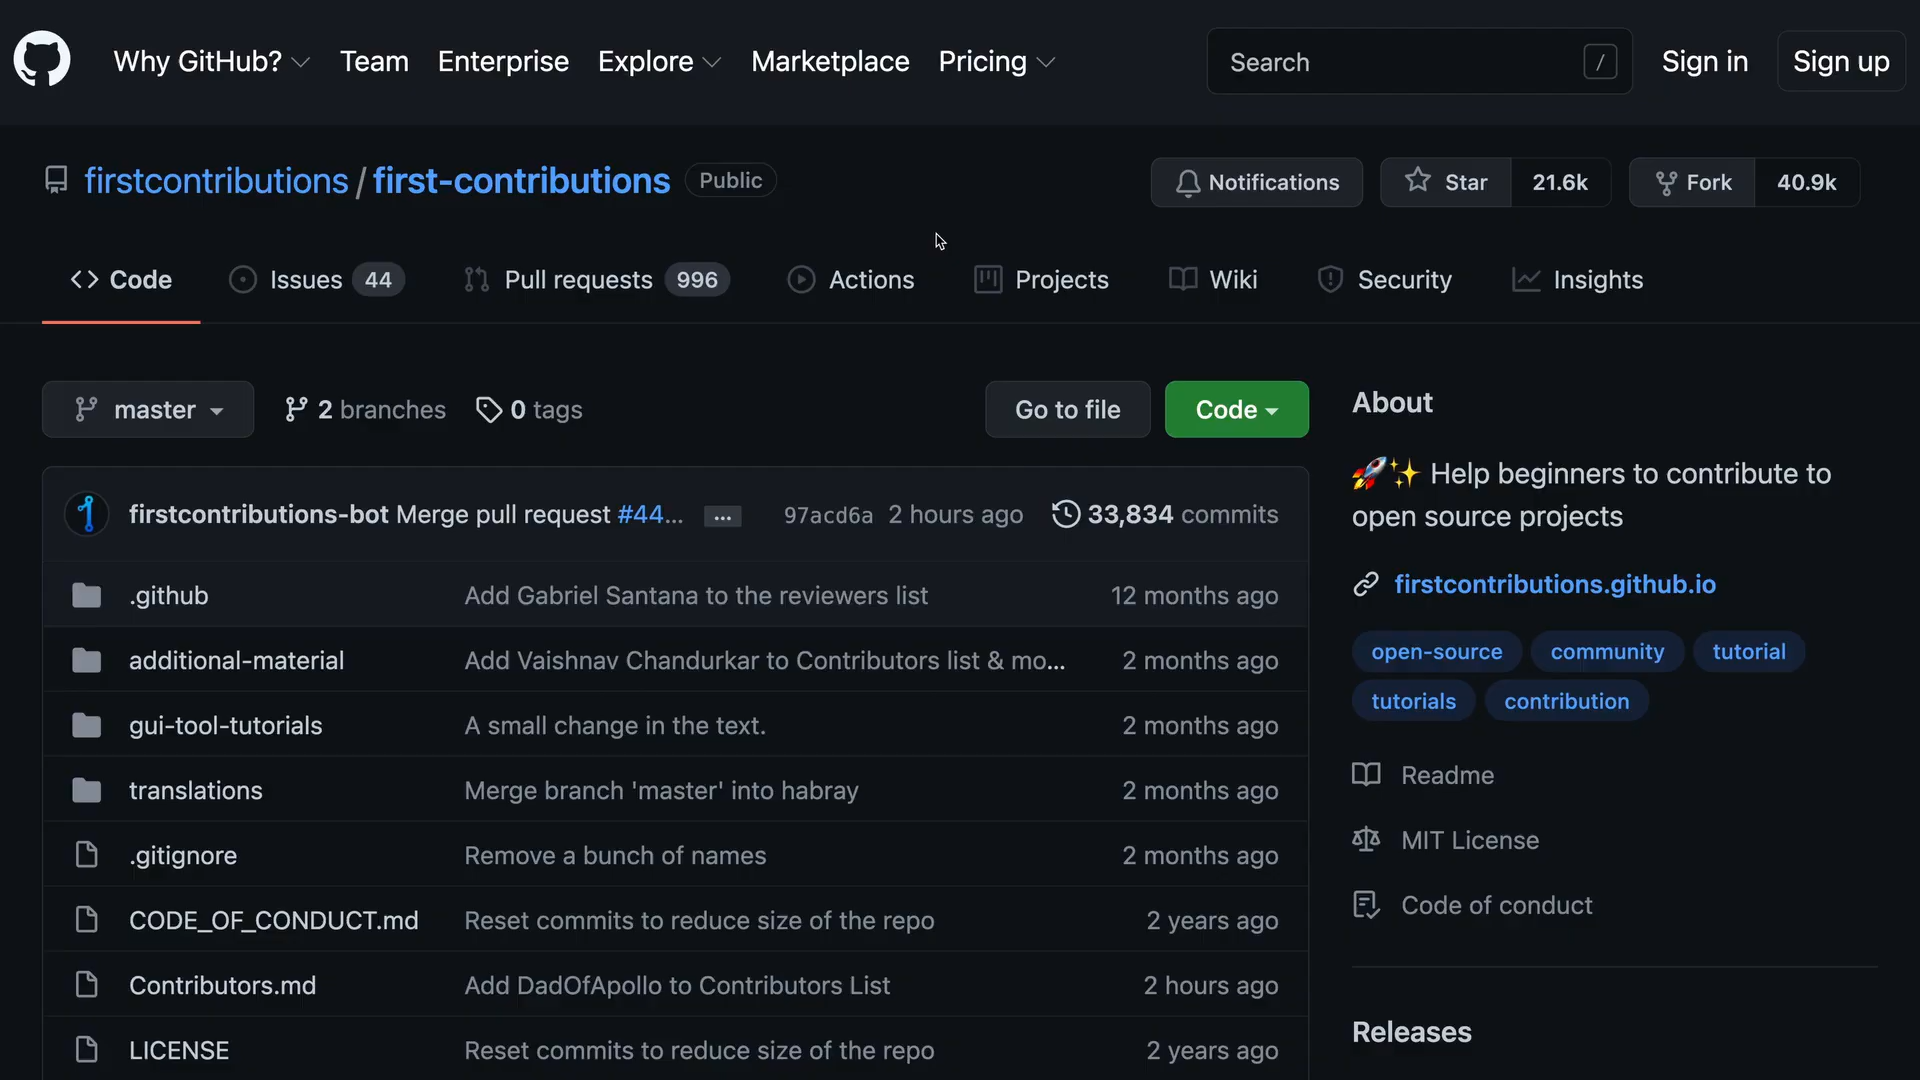 Why GitHub? Team Enterprise Explore Marketplace Pricing Search / Sign in Sign up
firstcontributions / first-contributions Public Notifications Star 21.6k Fork 40.9k
Code Issues 44 Pull requests 996 Actions Projects Wiki Security Insights
master 2 branches 0 tags Go to file Code
firstcontributions-bot Merge pull request #44... ... 97acd6a 2 hours ago 33,834 commits
.github Add Gabriel Santana to the reviewers list 12 months ago
additional-material Add Vaishnav Chandurkar to Contributors list & mo... 2 months ago
gui-tool-tutorials A small change in the text. 2 months ago
translations Merge branch 'master' into habray 2 months ago
.gitignore Remove a bunch of names 2 months ago
CODE_OF_CONDUCT.md Reset commits to reduce size of the repo 2 years ago
Contributors.md Add DadOfApollo to Contributors List 2 hours ago
LICENSE Reset commits to reduce size of the repo 2 years ago
About
🚀✨ Help beginners to contribute to
open source projects
firstcontributions.github.io
open-source community tutorial
tutorials contribution
Readme
MIT License
Code of conduct
Releases